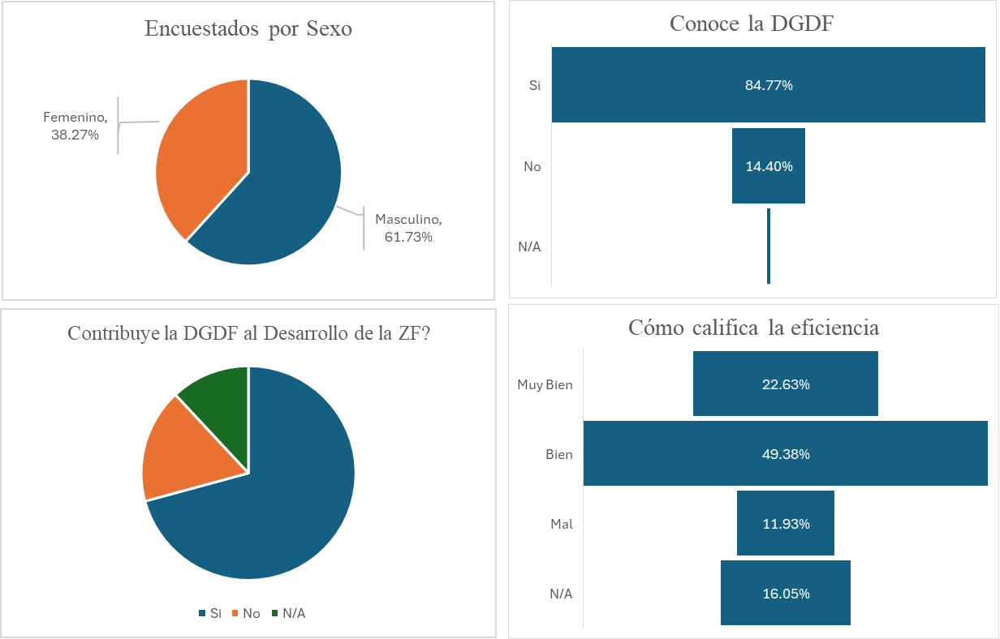 Encuestados por Sexo
Femenino,
38.27%
Masculino,
61.73%
Conoce la DGDF
Si
84.77%
No
14.40%
N/A
Contribuye la DGDF al Desarrollo de la ZF?
Si
No
N/A
Cómo califica la eficiencia
Muy Bien
22.63%
Bien
49.38%
Mal
11.93%
N/A
16.05%